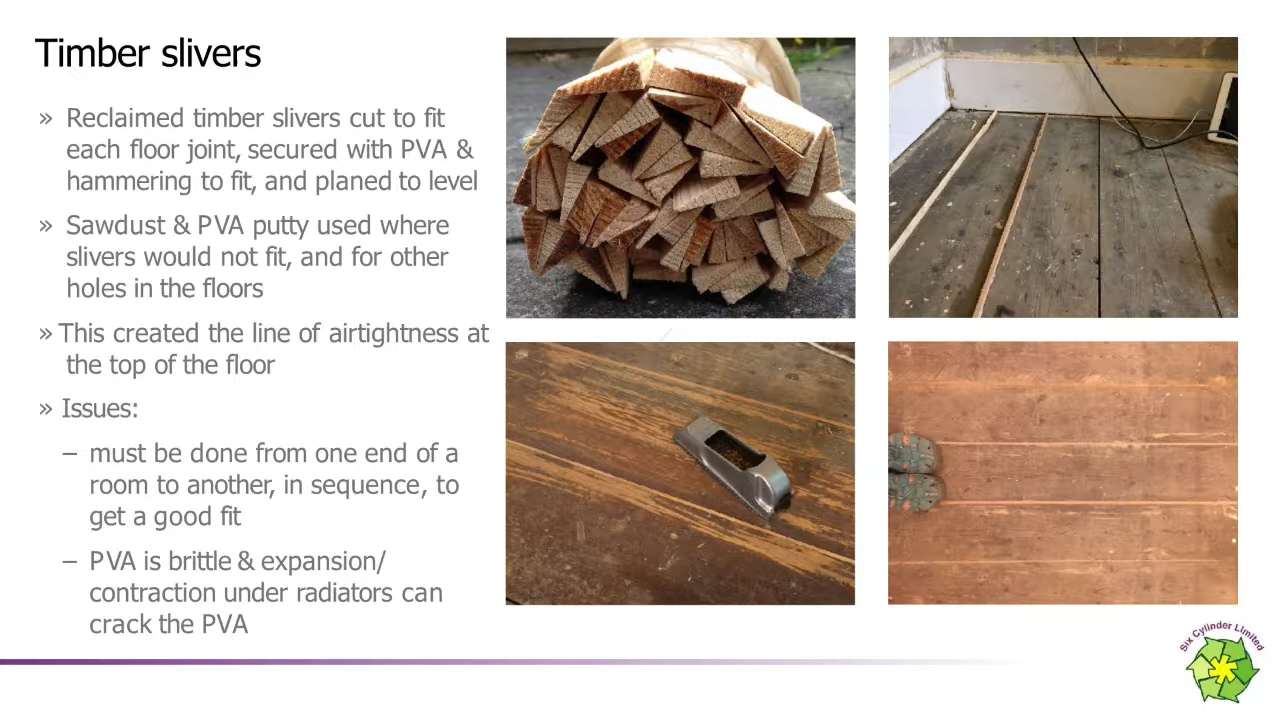 Timber slivers
» Reclaimed timber slivers cut to fit
each floor joint, secured with PVA &
hammering to fit, and planed to level
» Sawdust & PVA putty used where
slivers would not fit, and for other
holes in the floors
» This created the line of airtightness at
the top of the floor
» Issues:
– must be done from one end of a
room to another, in sequence, to
get a good fit
– PVA is brittle & expansion/
contraction under radiators can
crack the PVA
Six Cylinder Limited